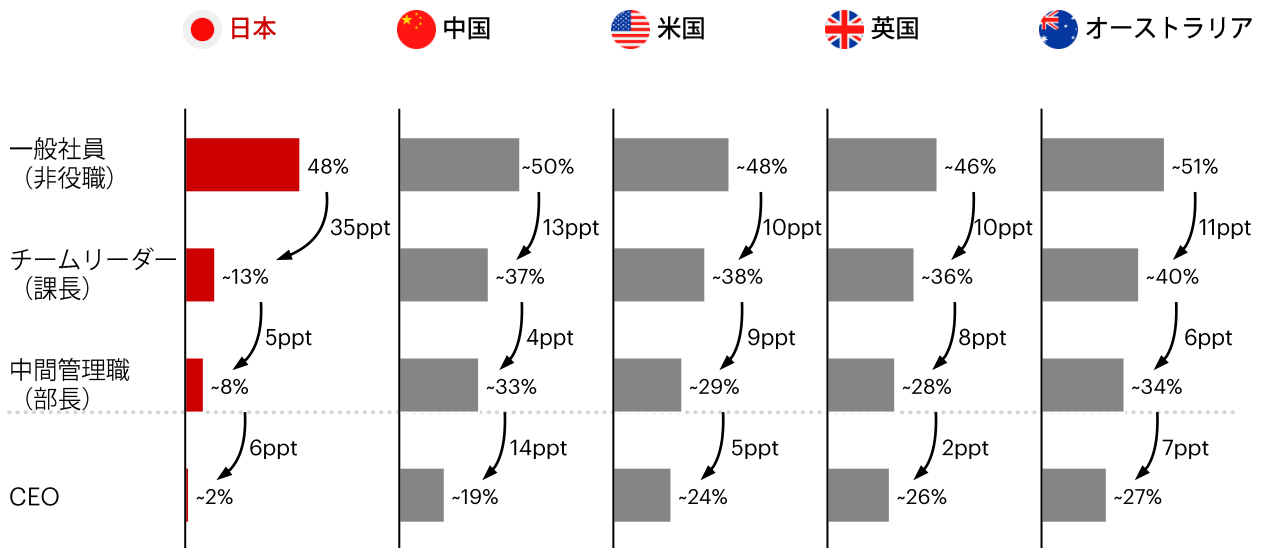 日本 中国 米国 英国 オーストラリア
一般社員
（非役職）
48% ~50% ~48% ~46% ~51%
35ppt 13ppt 10ppt 10ppt 11ppt
チームリーダー
（課長）
~13% ~37% ~38% ~36% ~40%
5ppt 4ppt 9ppt 8ppt 6ppt
中間管理職
（部長）
~8% ~33% ~29% ~28% ~34%
6ppt 14ppt 5ppt 2ppt 7ppt
CEO ~2% ~19% ~24% ~26% ~27%